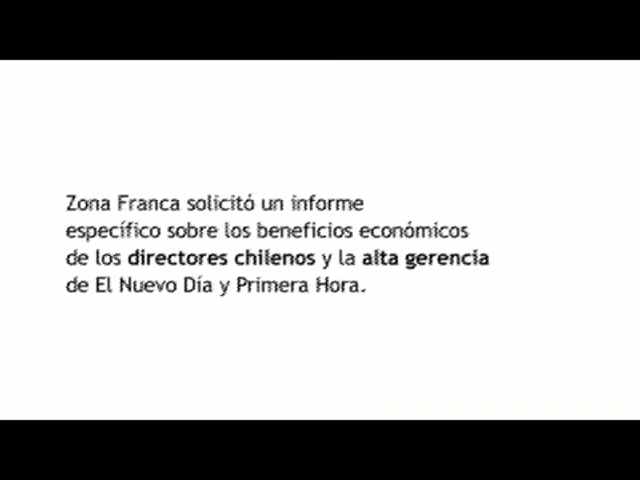 Zona Franca solicitó un informe
específico sobre los beneficios económicos
de los directores chilenos y la alta gerencia
de El Nuevo Día y Primera Hora.